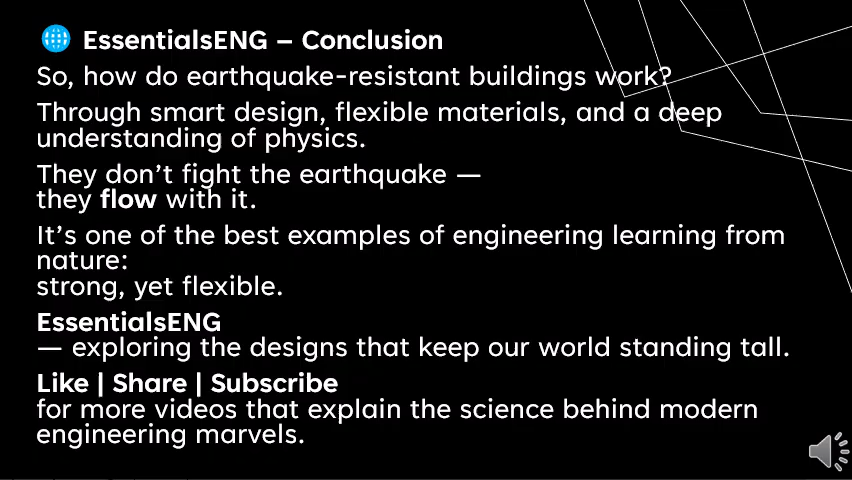 🌐 EssentialsENG – Conclusion
So, how do earthquake-resistant buildings work?
Through smart design, flexible materials, and a deep
understanding of physics.
They don’t fight the earthquake —
they flow with it.
It’s one of the best examples of engineering learning from
nature:
strong, yet flexible.
EssentialsENG
— exploring the designs that keep our world standing tall.
Like | Share | Subscribe
for more videos that explain the science behind modern
engineering marvels.